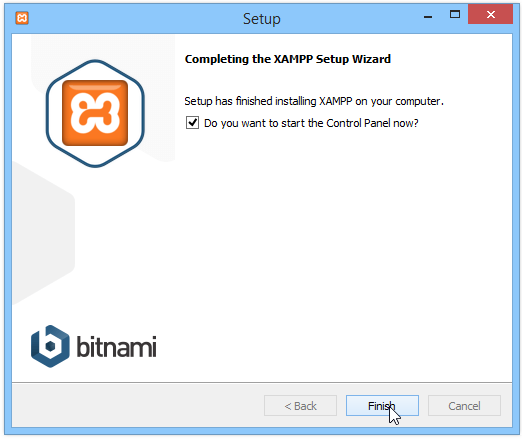 Setup
Completing the XAMPP Setup Wizard
Setup has finished installing XAMPP on your computer.
Do you want to start the Control Panel now?
bitnami
< Back
Finish
Cancel